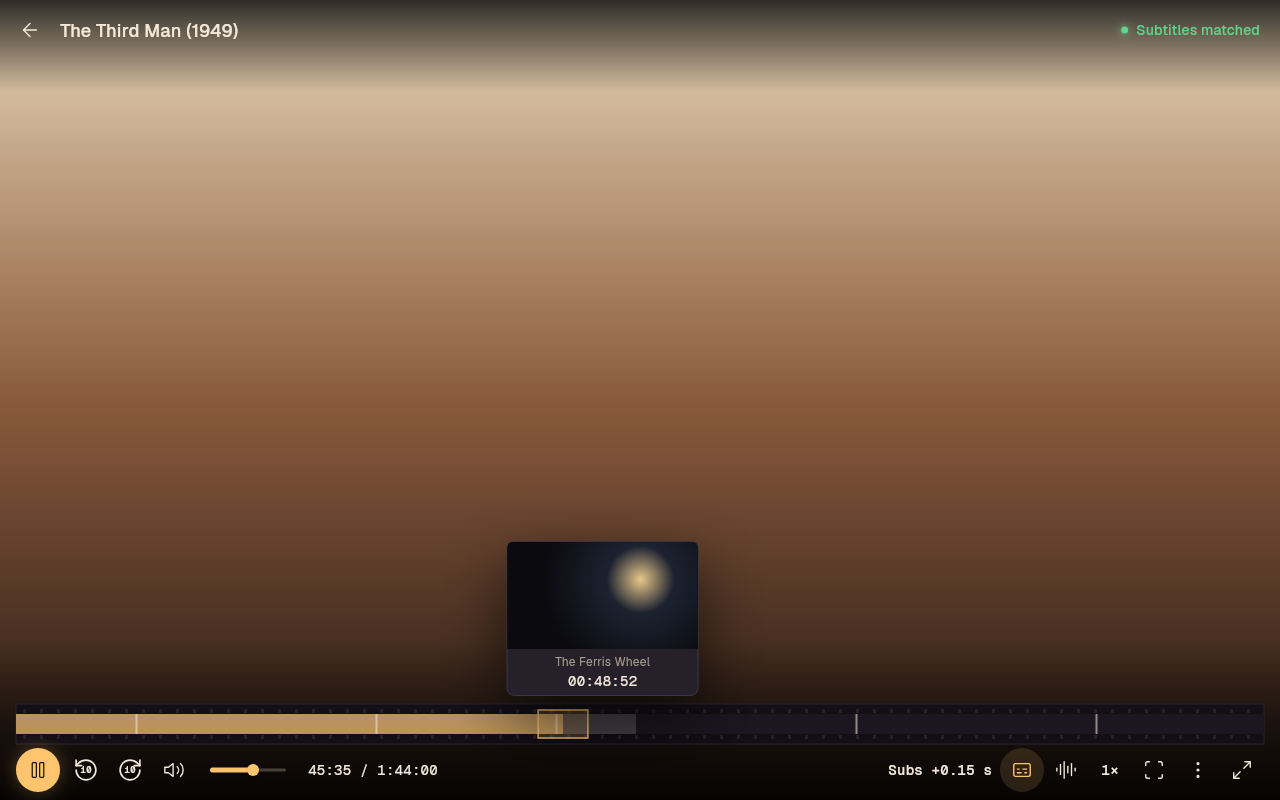 The Third Man (1949)
Subtitles matched
The Ferris Wheel
00:48:52
10
10
45:35 / 1:44:00
Subs +0.15 s
1×